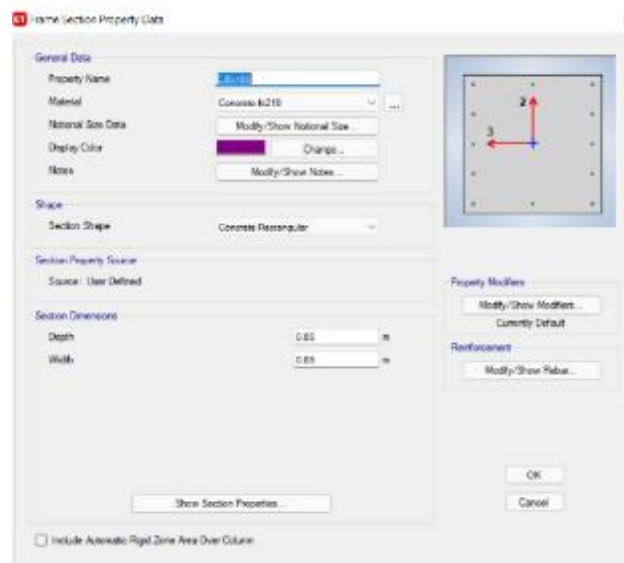 Frame Section Property Data
General Data
Property Name
Material
Concrete fc210
...
Notional Size Data
Modify/Show Notional Size...
Display Color
Change...
Notes
Modify/Show Notes...
2
3
Shape
Section Shape
Concrete Rectangular
Section Property Source
Source: User Defined
Property Modifiers
Modify/Show Modifiers...
Currently Default
Section Dimensions
Depth
m
Width
m
Reinforcement
Modify/Show Rebar...
OK
Show Section Properties...
Cancel
Include Automatic Rigid Zone Area Over Column